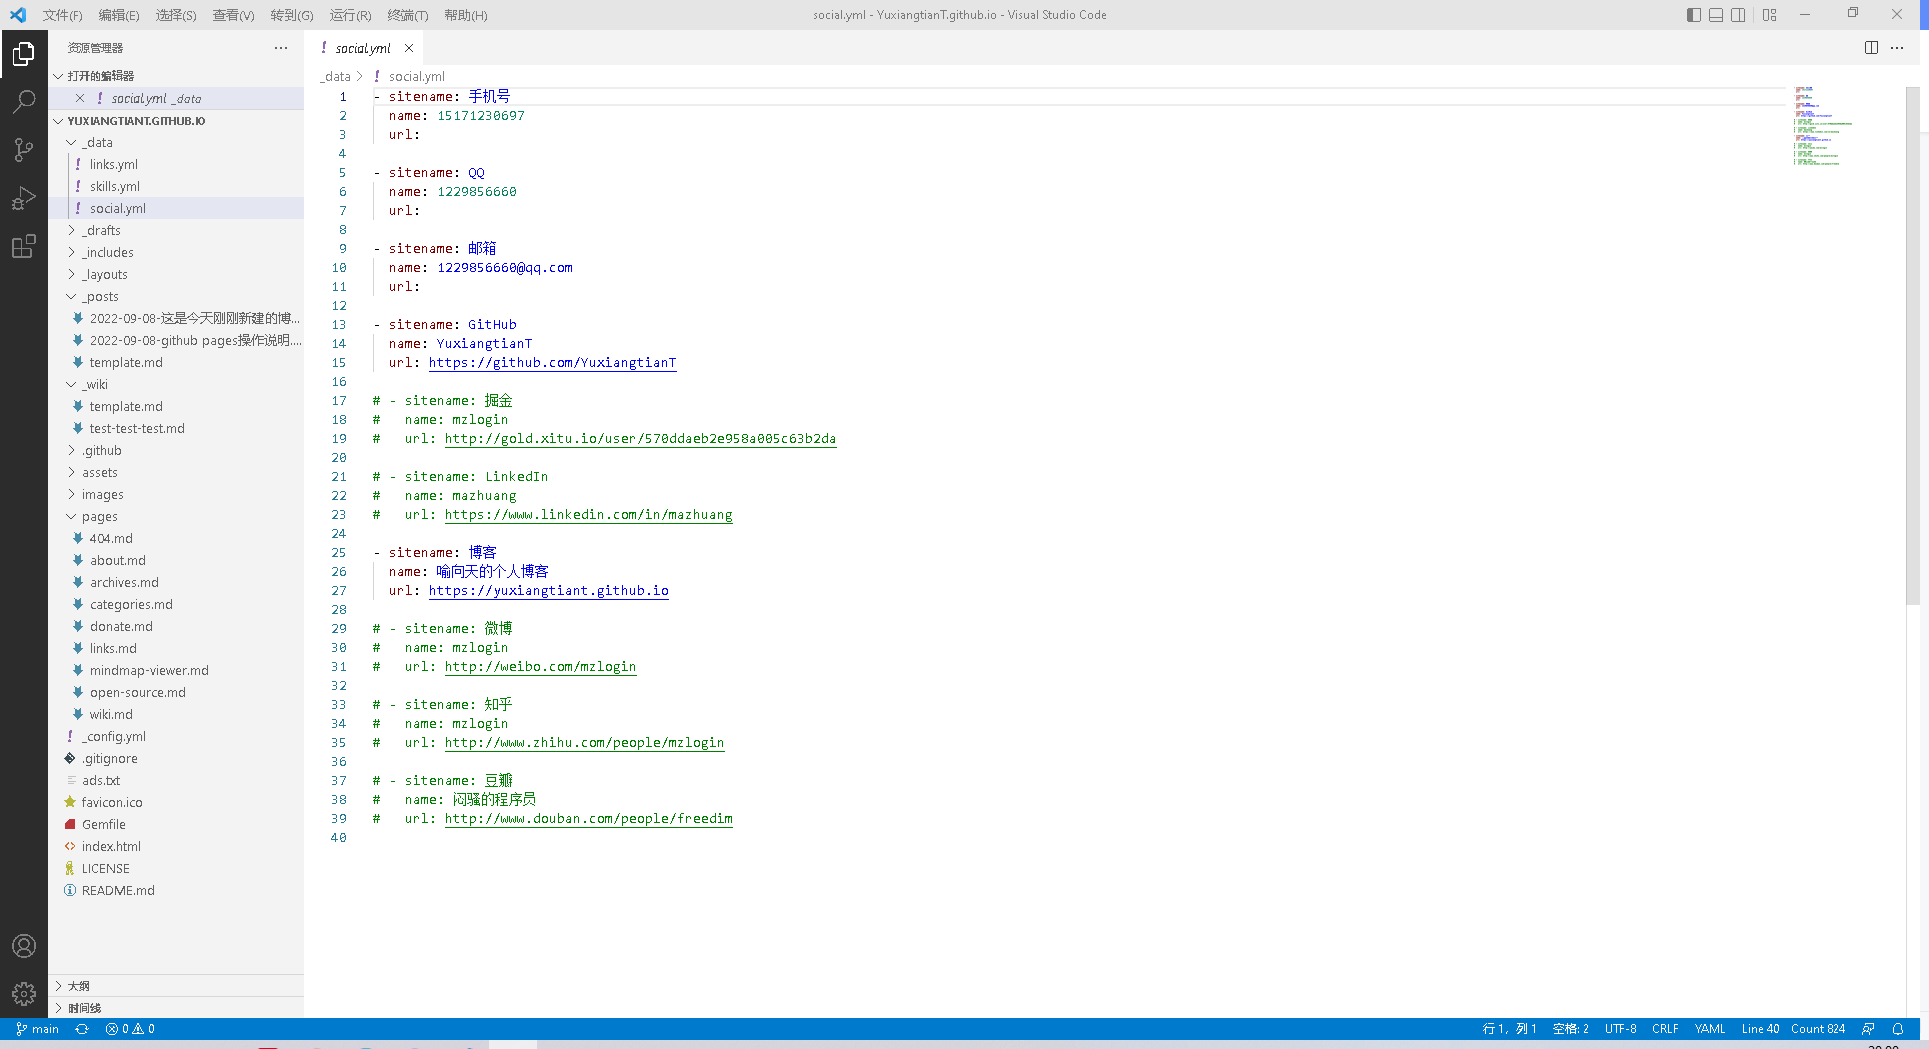 文件(F) 编辑(E) 选择(S) 查看(V) 转到(G) 运行(R) 终端(T) 帮助(H)
social.yml - YuxiangtianT.github.io - Visual Studio Code
资源管理器
打开的编辑器
social.yml _data
YUXIANGTIANT.GITHUB.IO
_data
links.yml
skills.yml
social.yml
_drafts
_includes
_layouts
_posts
2022-09-08-这是今天刚刚新建的博...
2022-09-08-github pages操作说明....
template.md
_wiki
template.md
test-test-test.md
.github
assets
images
pages
404.md
about.md
archives.md
categories.md
donate.md
links.md
mindmap-viewer.md
open-source.md
wiki.md
_config.yml
.gitignore
ads.txt
favicon.ico
Gemfile
index.html
LICENSE
README.md
大纲
时间线
social.yml
_data > social.yml
1 - sitename: 手机号
2   name: 15171230697
3   url:
4
5 - sitename: QQ
6   name: 1229856660
7   url:
8
9 - sitename: 邮箱
10   name: 1229856660@qq.com
11   url:
12
13 - sitename: GitHub
14   name: YuxiangtianT
15   url: https://github.com/YuxiangtianT
16
17 # - sitename: 掘金
18 #   name: mzlogin
19 #   url: http://gold.xitu.io/user/570ddaeb2e958a005c63b2da
20
21 # - sitename: LinkedIn
22 #   name: mazhuang
23 #   url: https://www.linkedin.com/in/mazhuang
24
25 - sitename: 博客
26   name: 喻向天的个人博客
27   url: https://yuxiangtiant.github.io
28
29 # - sitename: 微博
30 #   name: mzlogin
31 #   url: http://weibo.com/mzlogin
32
33 # - sitename: 知乎
34 #   name: mzlogin
35 #   url: http://www.zhihu.com/people/mzlogin
36
37 # - sitename: 豆瓣
38 #   name: 闷骚的程序员
39 #   url: http://www.douban.com/people/freedim
40
main 0 0 行 1，列 1 空格: 2 UTF-8 CRLF YAML Line 40 Count 824